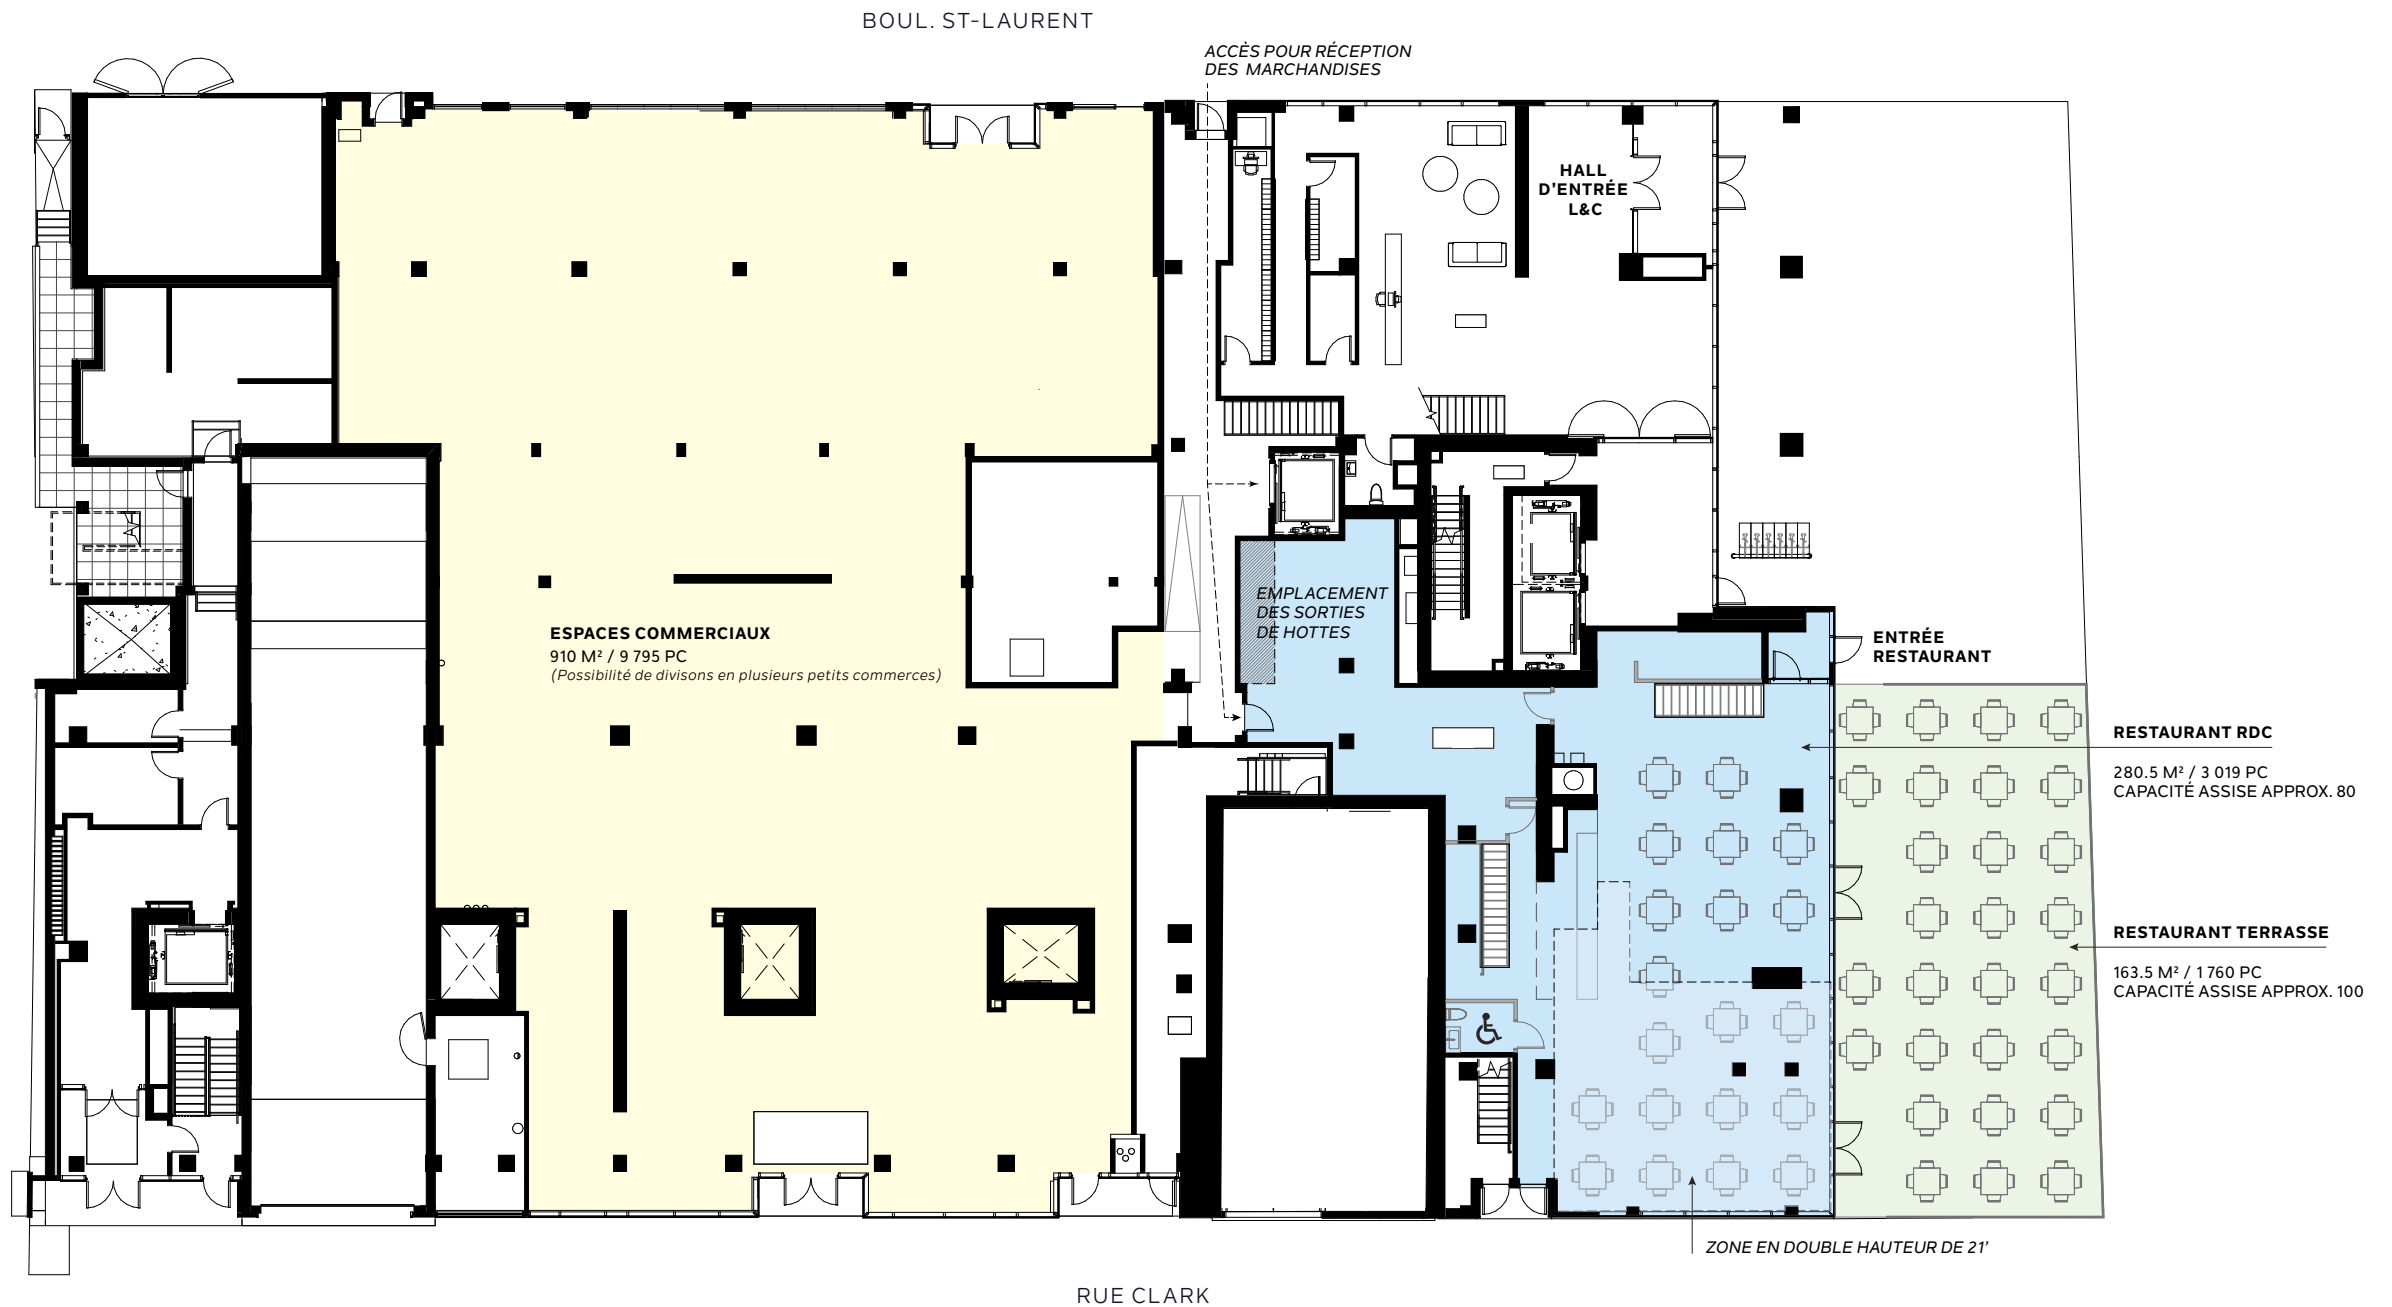 BOUL. ST-LAURENT
ACCÈS POUR RÉCEPTION
DES MARCHANDISES
HALL
D'ENTRÉE
L&C
EMPLACEMENT
DES SORTIES
DE HOTTES
ESPACES COMMERCIAUX
910 M² / 9 795 PC
(Possibilité de divisons en plusieurs petits commerces)
ENTRÉE
RESTAURANT
RESTAURANT RDC
280.5 M² / 3 019 PC
CAPACITÉ ASSISE APPROX. 80
RESTAURANT TERRASSE
163.5 M² / 1 760 PC
CAPACITÉ ASSISE APPROX. 100
ZONE EN DOUBLE HAUTEUR DE 21'
RUE CLARK